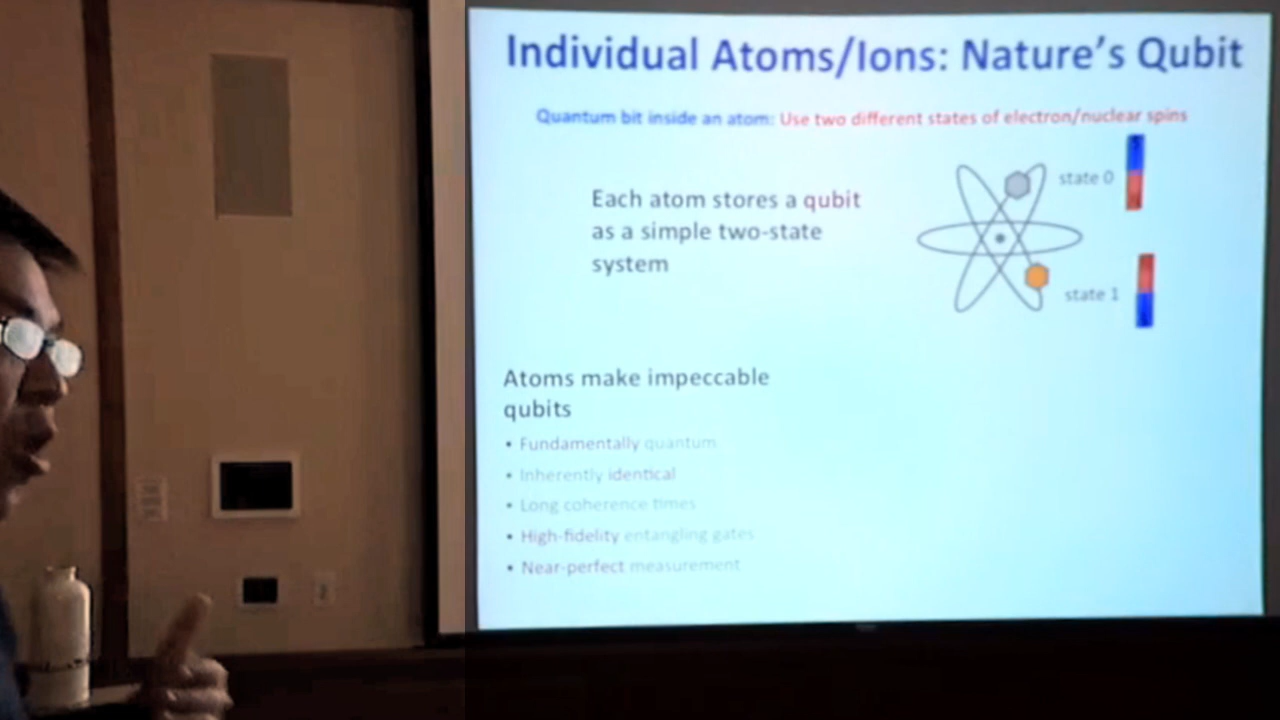 Individual Atoms/Ions: Nature's Qubit
Quantum bit inside an atom: Use two different states of electron/nuclear spins
Each atom stores a qubit
as a simple two-state
system
state 0
state 1
Atoms make impeccable
qubits
• Fundamentally quantum
• Inherently identical
• Long coherence times
• High-fidelity entangling gates
• Near-perfect measurement